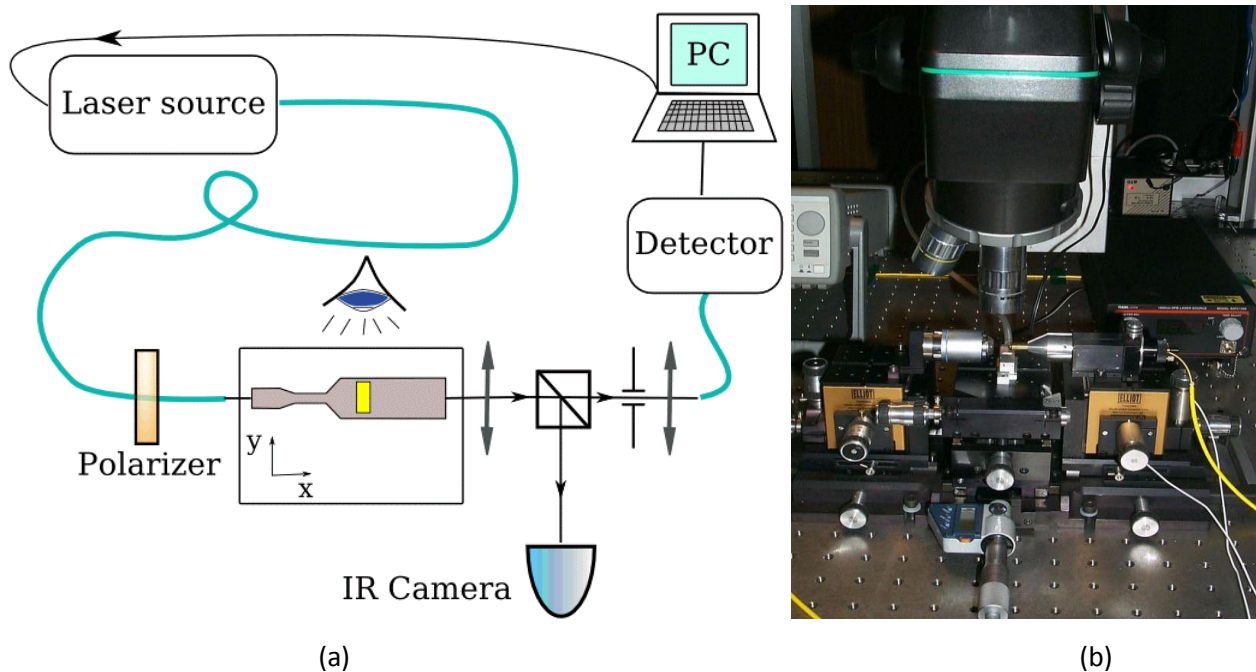 PC
Laser source
Detector
Polarizer
y
x
IR Camera
ELLIOT
ELLIOT
(a)
(b)